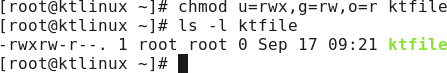 [root@ktlinux ~]# chmod u=rwx,g=rw,o=r ktfile
[root@ktlinux ~]# ls -l ktfile
-rwxrw-r--. 1 root root 0 Sep 17 09:21 ktfile
[root@ktlinux ~]#